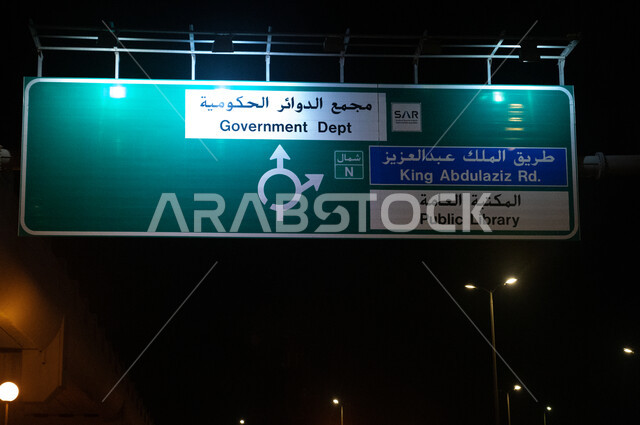 مجمع الدوائر الحكومية
Government Dept
SAR
شمال
N
طريق الملك عبدالعزيز
King Abdulaziz Rd.
المكتبة العامة
Public Library
ARABSTOCK